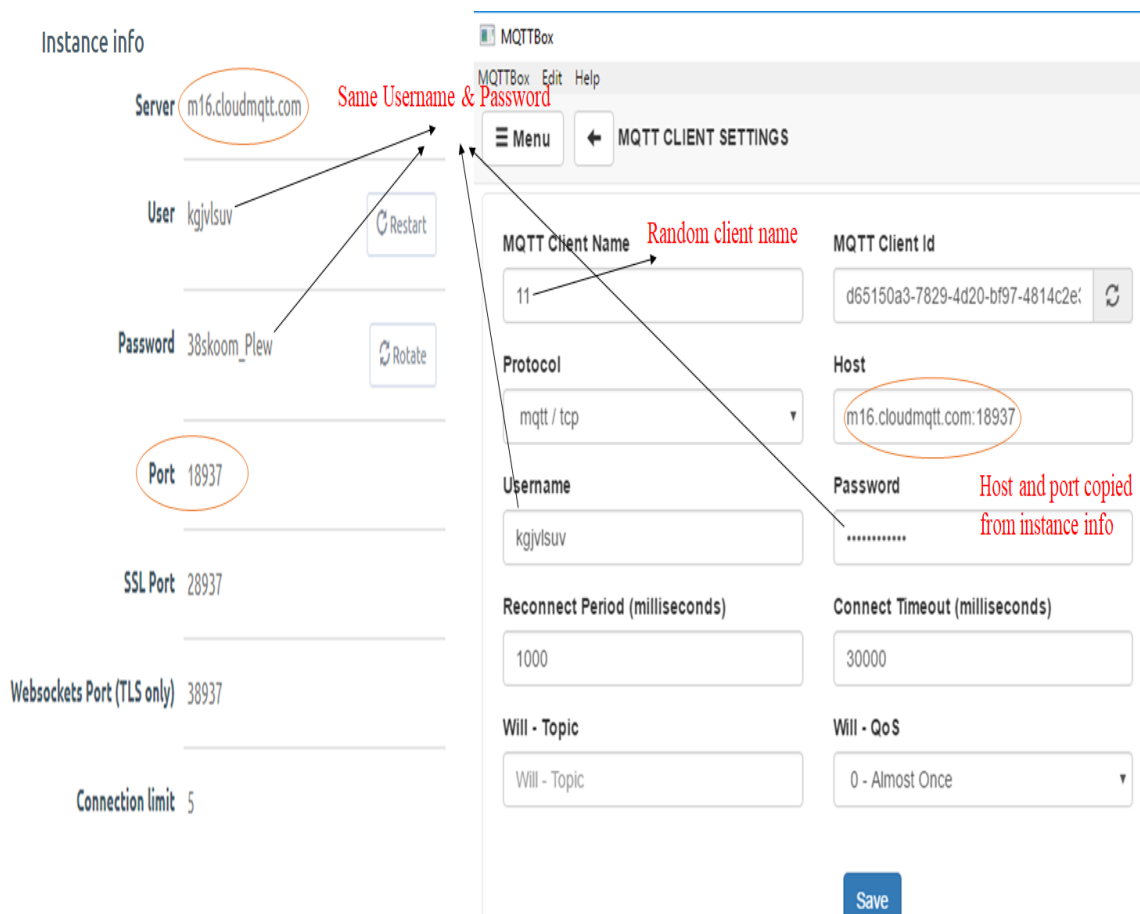 Instance info
Server m16.cloudmqtt.com
User kgjvlsuv
Restart
Password 38skoom_Plew
Rotate
Port 18937
SSL Port 28937
Websockets Port (TLS only) 38937
Connection limit 5
Same Username & Password
MQTTBox
MQTTBox Edit Help
Menu MQTT CLIENT SETTINGS
MQTT Client Name
Random client name
11
MQTT Client Id
d65150a3-7829-4d20-bf97-4814c2e3
Protocol
mqtt / tcp
Host
m16.cloudmqtt.com:18937
Username
kgjvlsuv
Password
••••••••••••
Host and port copied
from instance info
Reconnect Period (milliseconds)
1000
Connect Timeout (milliseconds)
30000
Will - Topic
Will - Topic
Will - QoS
0 - Almost Once
Save